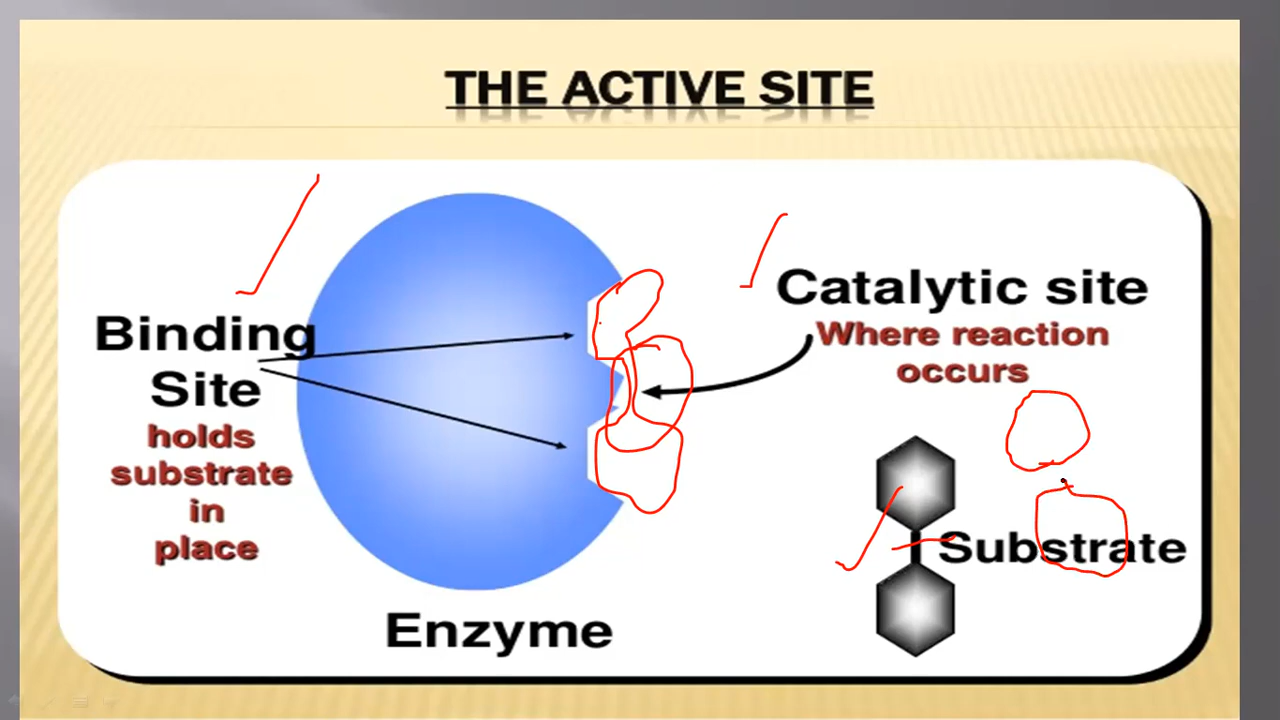 THE ACTIVE SITE
Binding
Site
holds
substrate
in
place
Enzyme
Catalytic site
Where reaction
occurs
Substrate